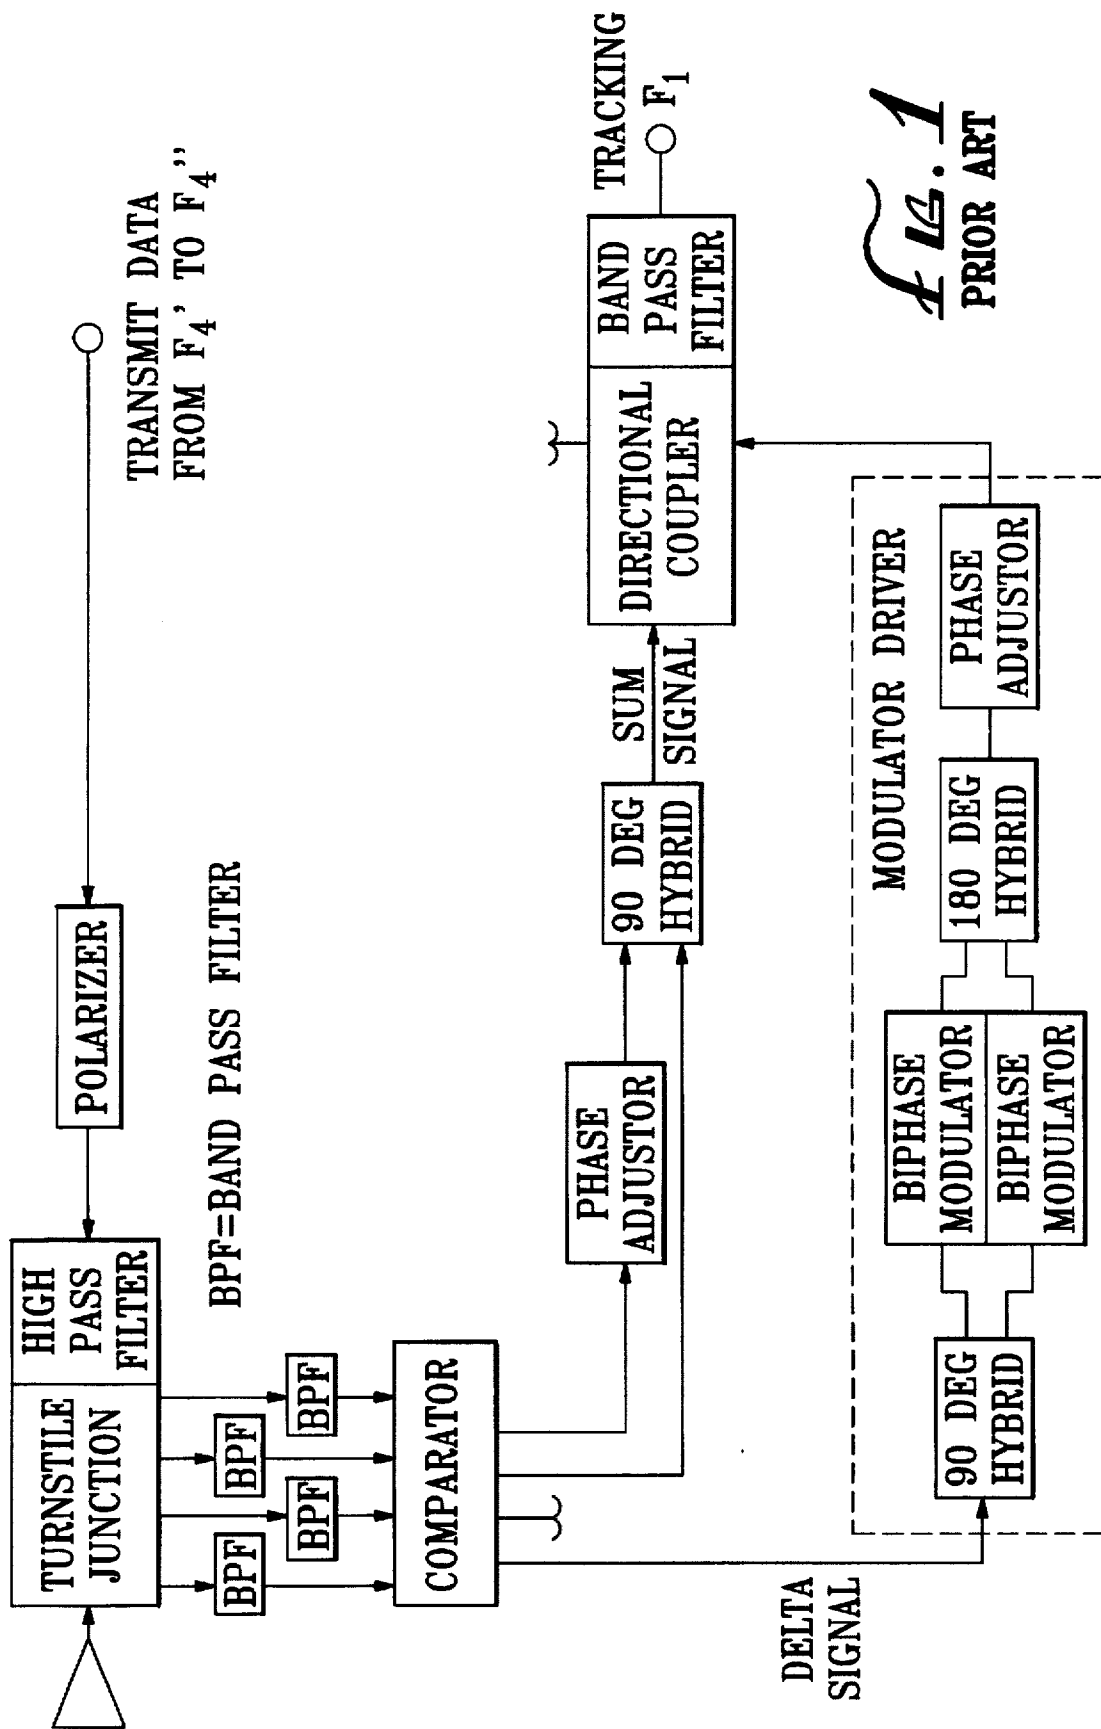 TRANSMIT DATA
FROM F4' TO F4''
POLARIZER
HIGH
PASS
FILTER
TURNSTILE
JUNCTION
BPF=BAND PASS FILTER
BPF
BPF
BPF
BPF
COMPARATOR
PHASE
ADJUSTOR
90 DEG
HYBRID
SUM
SIGNAL
DIRECTIONAL
COUPLER
BAND
PASS
FILTER
TRACKING
F1
DELTA
SIGNAL
MODULATOR DRIVER
90 DEG
HYBRID
BIPHASE
MODULATOR
BIPHASE
MODULATOR
180 DEG
HYBRID
PHASE
ADJUSTOR
FIG. 1
PRIOR ART